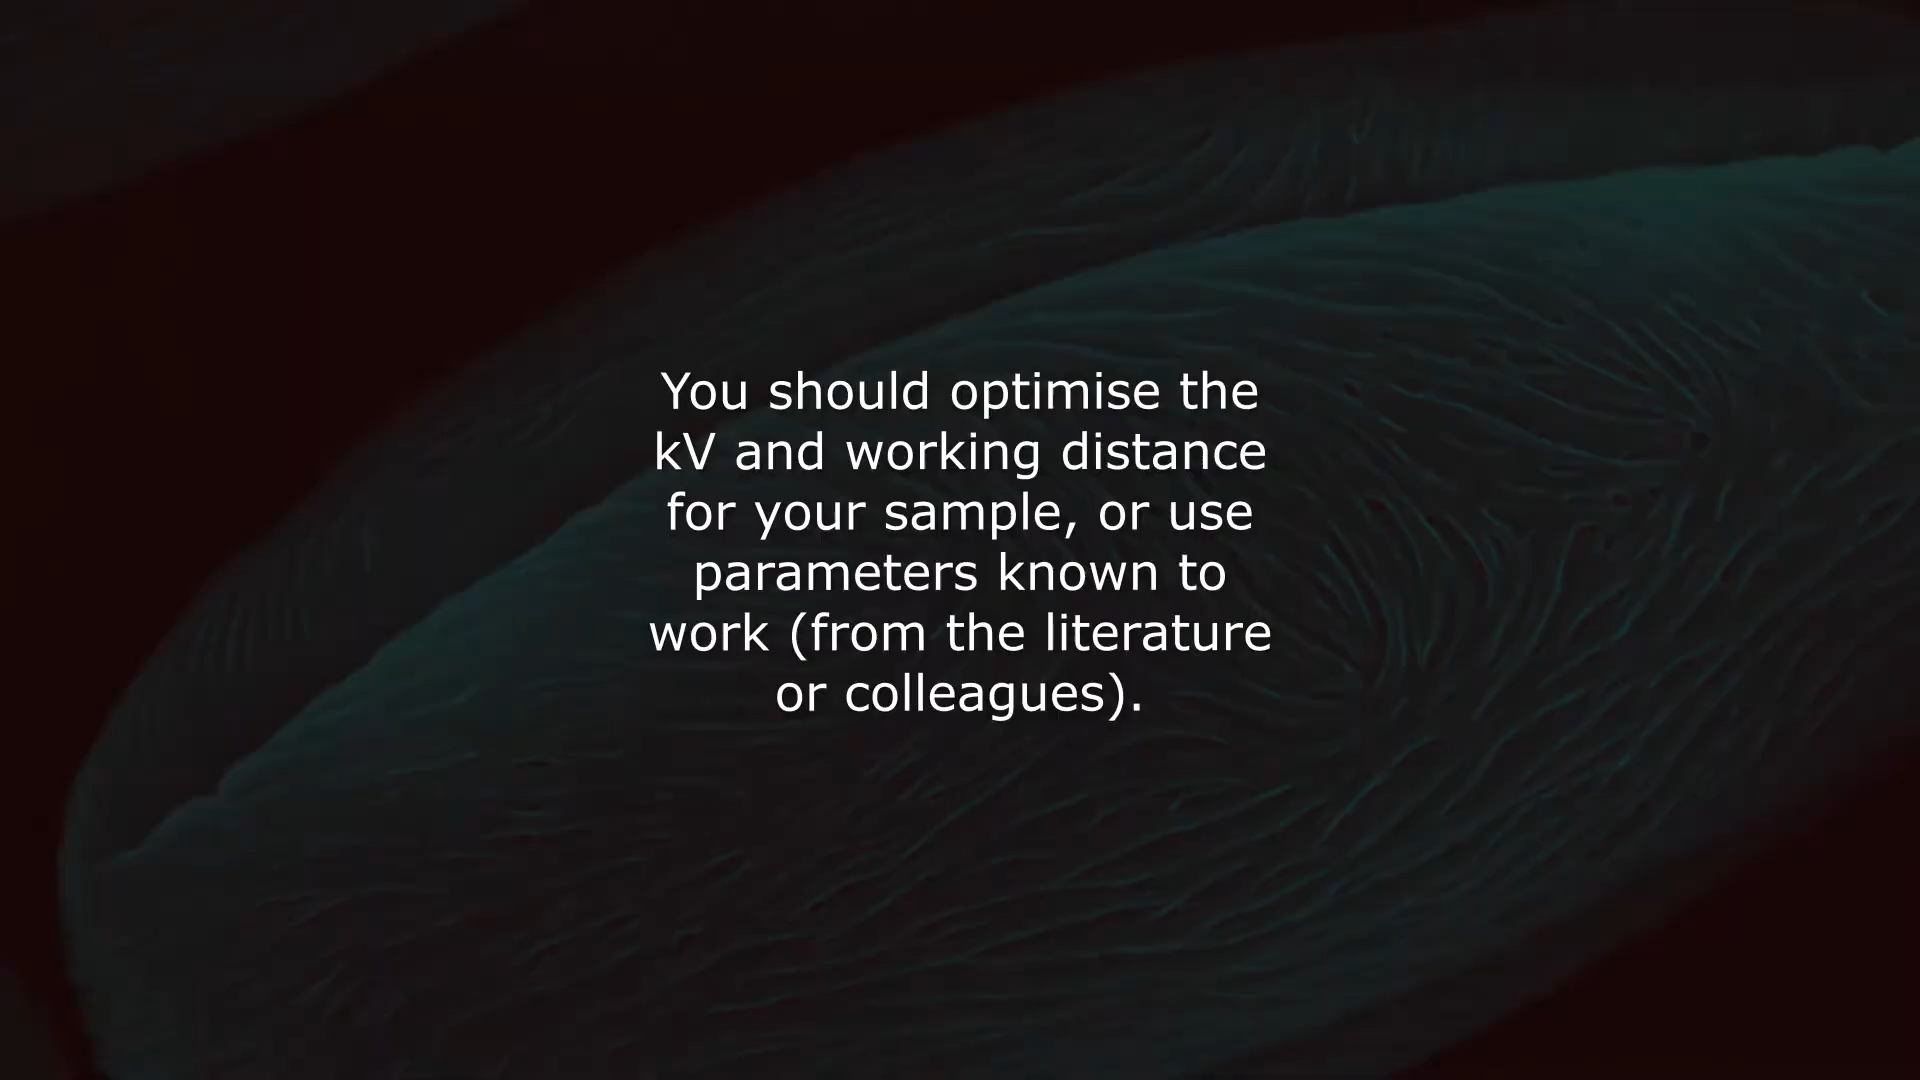 You should optimise the
kV and working distance
for your sample, or use
parameters known to
work (from the literature
or colleagues).